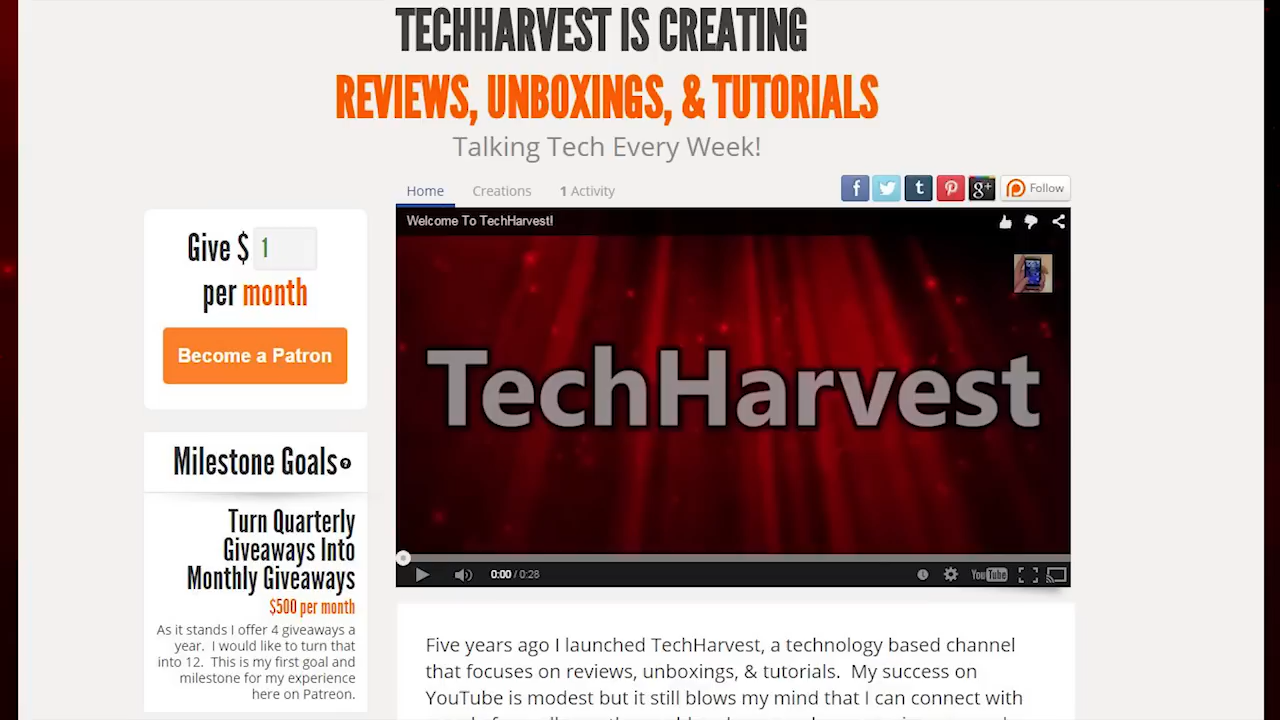 TECHHARVEST IS CREATING
REVIEWS, UNBOXINGS, & TUTORIALS
Talking Tech Every Week!
Home Creations 1 Activity
f t g+ Follow
Give $ 1
per month
Become a Patron
Milestone Goals ?
Turn Quarterly
Giveaways Into
Monthly Giveaways
$500 per month
As it stands I offer 4 giveaways a
year. I would like to turn that
into 12. This is my first goal and
milestone for my experience
here on Patreon.
Welcome To TechHarvest!
TechHarvest
0:00 / 0:28
YouTube
Five years ago I launched TechHarvest, a technology based channel
that focuses on reviews, unboxings, & tutorials. My success on
YouTube is modest but it still blows my mind that I can connect with